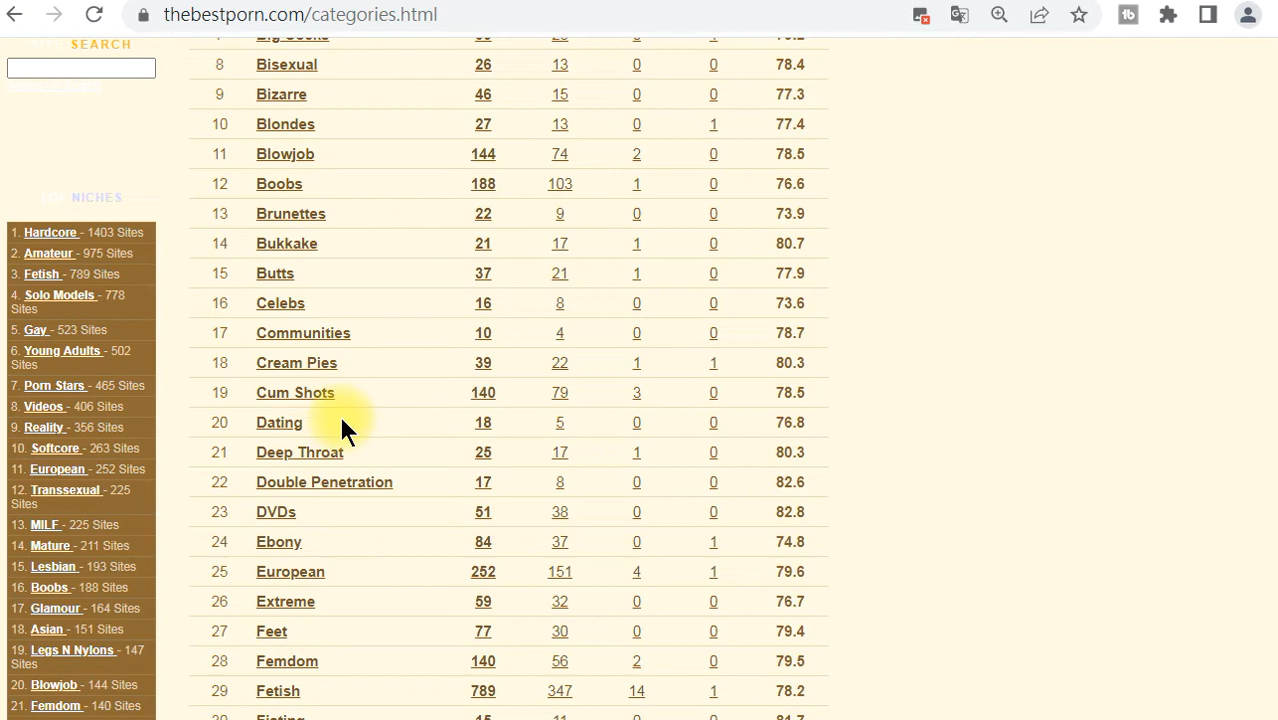 thebestporn.com/categories.html
SEARCH
8 Bisexual 26 13 0 0 78.4
9 Bizarre 46 15 0 0 77.3
10 Blondes 27 13 0 1 77.4
11 Blowjob 144 74 2 0 78.5
12 Boobs 188 103 1 0 76.6
13 Brunettes 22 9 0 0 73.9
14 Bukkake 21 17 1 0 80.7
15 Butts 37 21 1 0 77.9
16 Celebs 16 8 0 0 73.6
17 Communities 10 4 0 0 78.7
18 Cream Pies 39 22 1 1 80.3
19 Cum Shots 140 79 3 0 78.5
20 Dating 18 5 0 0 76.8
21 Deep Throat 25 17 1 0 80.3
22 Double Penetration 17 8 0 0 82.6
23 DVDs 51 38 0 0 82.8
24 Ebony 84 37 0 1 74.8
25 European 252 151 4 1 79.6
26 Extreme 59 32 0 0 76.7
27 Feet 77 30 0 0 79.4
28 Femdom 140 56 2 0 79.5
29 Fetish 789 347 14 1 78.2
NICHES
1. Hardcore - 1403 Sites
2. Amateur - 975 Sites
3. Fetish - 789 Sites
4. Solo Models - 778
Sites
5. Gay - 523 Sites
6. Young Adults - 502
Sites
7. Porn Stars - 465 Sites
8. Videos - 406 Sites
9. Reality - 356 Sites
10. Softcore - 263 Sites
11. European - 252 Sites
12. Transsexual - 225
Sites
13. MILF - 225 Sites
14. Mature - 211 Sites
15. Lesbian - 193 Sites
16. Boobs - 188 Sites
17. Glamour - 164 Sites
18. Asian - 151 Sites
19. Legs N Nylons - 147
Sites
20. Blowjob - 144 Sites
21. Femdom - 140 Sites